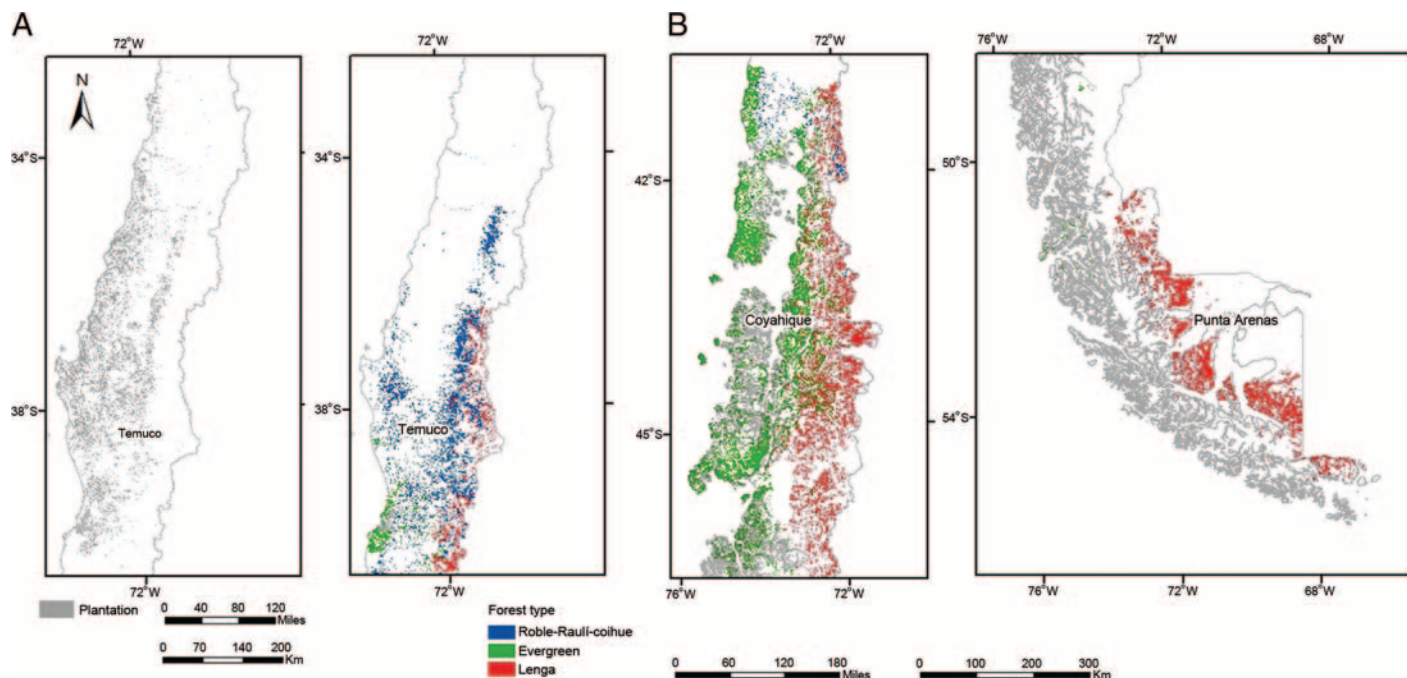 A
B
72°W
72°W
72°W
76°W
72°W
68°W
N
34°S
34°S
42°S
50°S
38°S
38°S
45°S
54°S
Temuco
Temuco
Coyahique
Punta Arenas
72°W
72°W
76°W
72°W
76°W
72°W
68°W
Plantation
0 40 80 120
Miles
0 70 140 200
Km
Forest type
Roble-Raulí-coihue
Evergreen
Lenga
0 60 120 180
Miles
0 100 200 300
Km